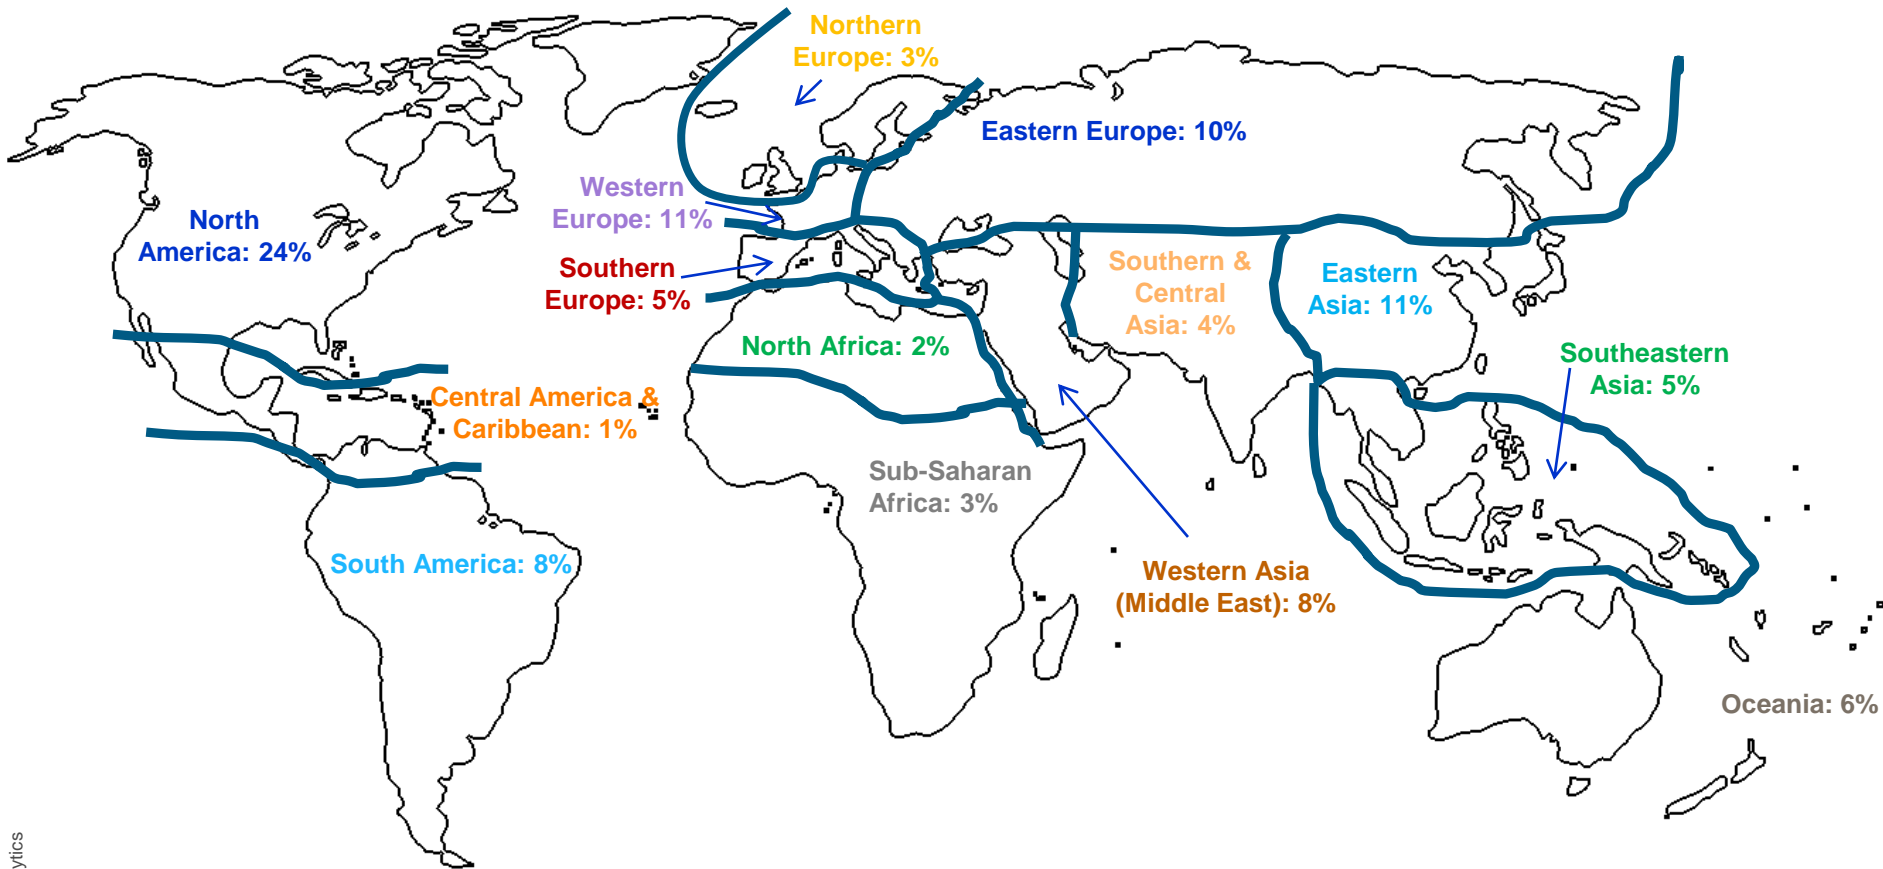 Northern
Europe: 3%
Eastern Europe: 10%
Western
Europe: 11%
North
America: 24%
Southern
Europe: 5%
Southern &
Central
Asia: 4%
Eastern
Asia: 11%
North Africa: 2%
Southeastern
Asia: 5%
Central America &
Caribbean: 1%
Sub-Saharan
Africa: 3%
South America: 8%
Western Asia
(Middle East): 8%
Oceania: 6%
ytics